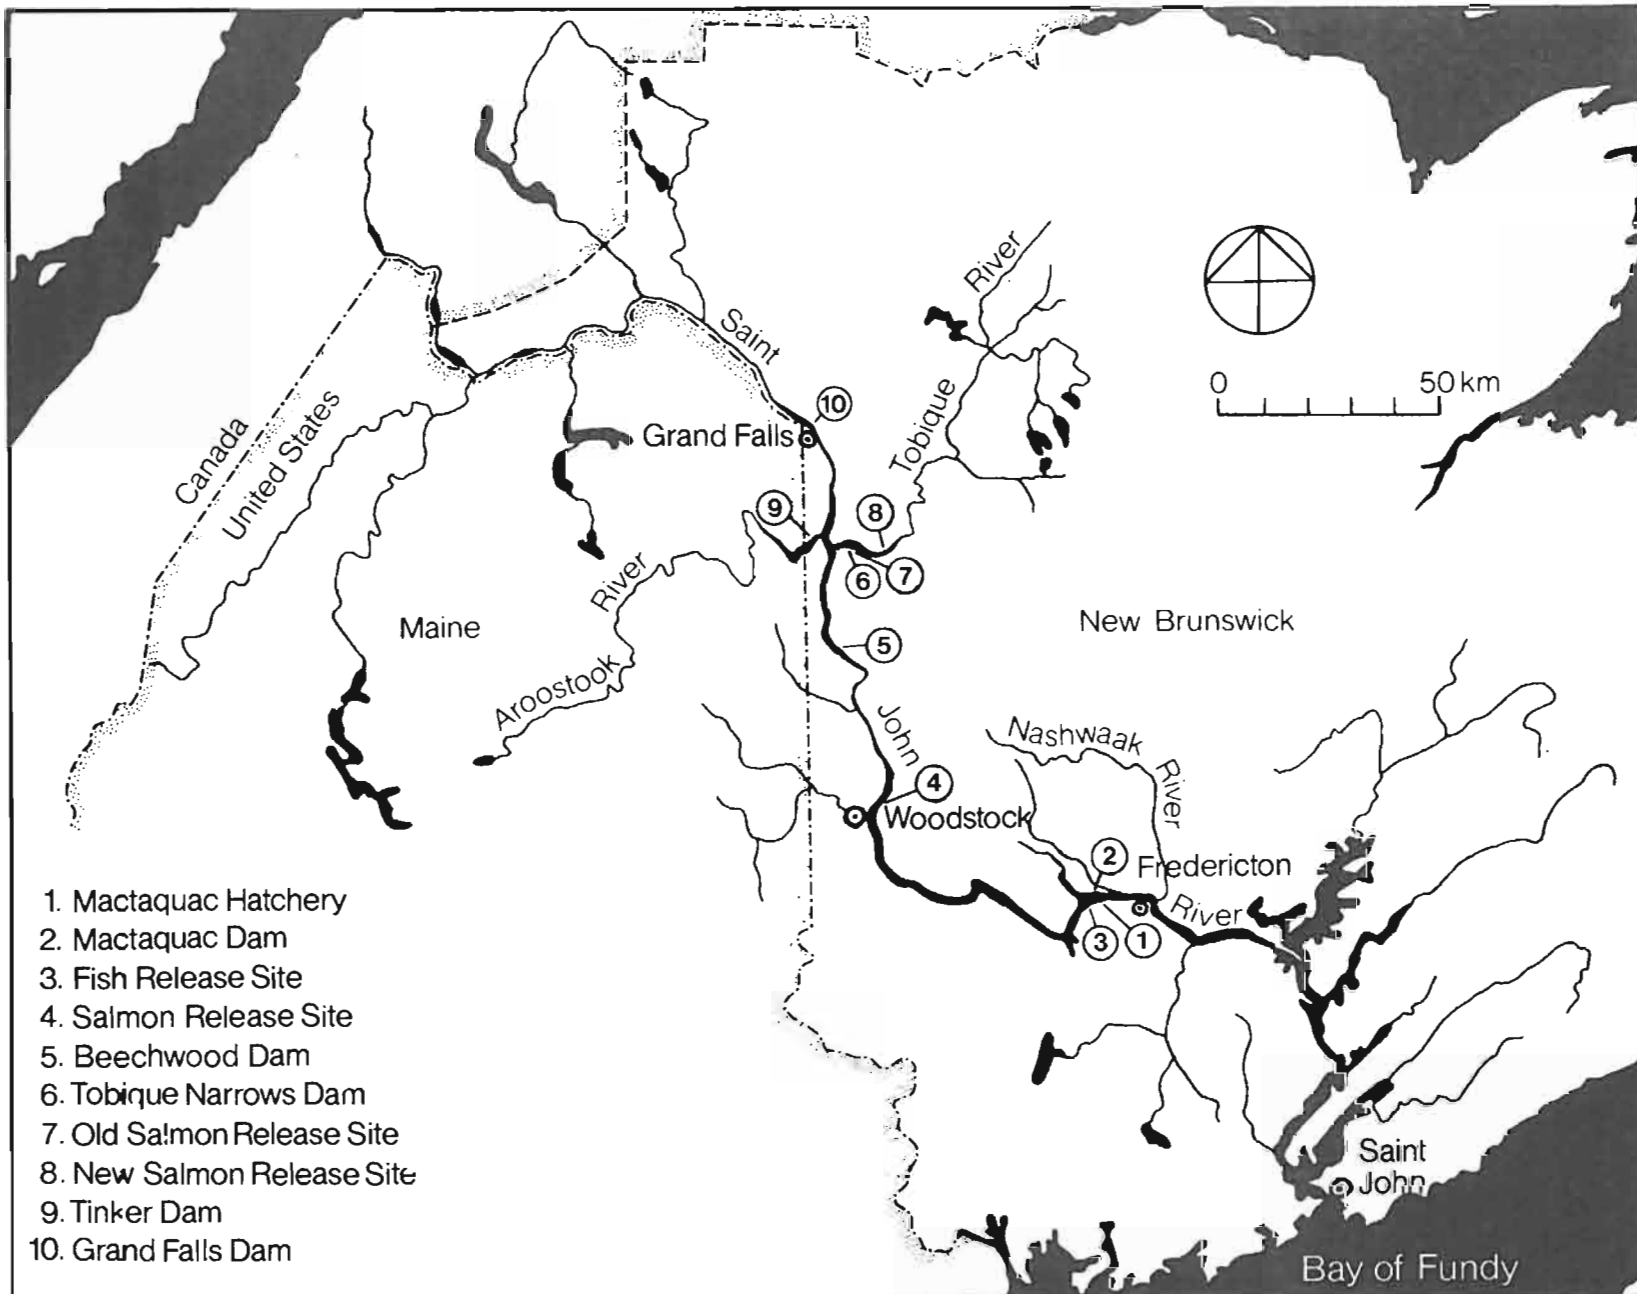 Saint
River
0 50 km
10
Grand Falls
Tobique
Canada
United States
9
8
6
7
River
Maine
New Brunswick
5
Aroostook
John
Nashwaak
River
4
Woodstock
2
Fredericton
River
3
1
1. Mactaquac Hatchery
2. Mactaquac Dam
3. Fish Release Site
4. Salmon Release Site
5. Beechwood Dam
6. Tobique Narrows Dam
7. Old Salmon Release Site
8. New Salmon Release Site
9. Tinker Dam
10. Grand Falls Dam
Saint
John
Bay of Fundy